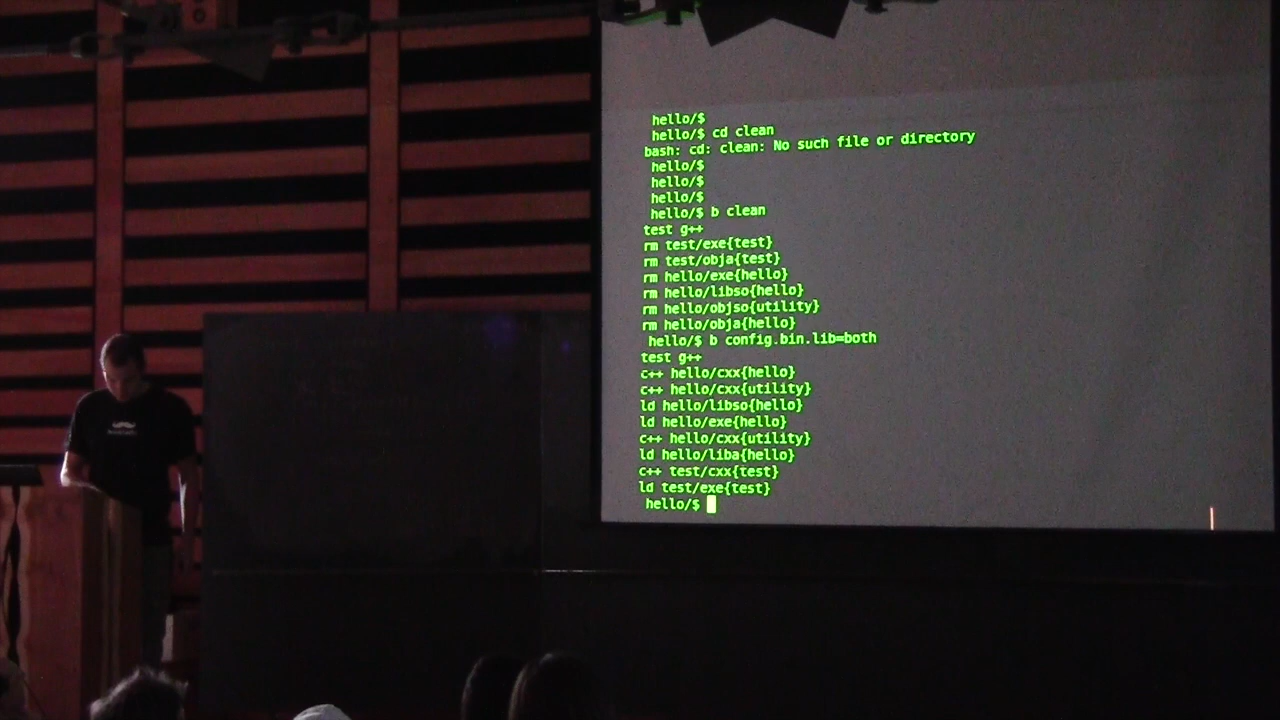 hello/$
hello/$ cd clean
bash: cd: clean: No such file or directory
hello/$
hello/$
hello/$
hello/$ b clean
test g++
rm test/exe{test}
rm test/obja{test}
rm hello/exe{hello}
rm hello/libso{hello}
rm hello/objso{utility}
rm hello/obja{hello}
hello/$ b config.bin.lib=both
test g++
c++ hello/cxx{hello}
c++ hello/cxx{utility}
ld hello/libso{hello}
ld hello/exe{hello}
c++ hello/cxx{utility}
ld hello/liba{hello}
c++ test/cxx{test}
ld test/exe{test}
hello/$